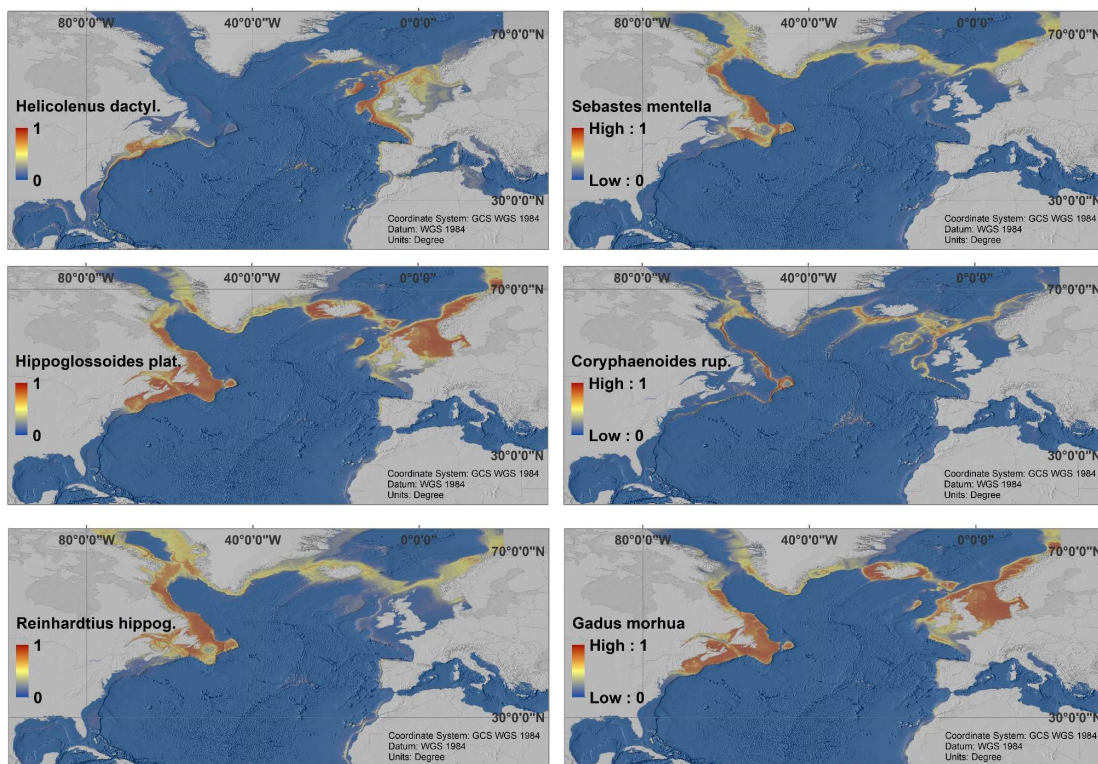 80°0'0"W 40°0'0"W 0°0'0"
70°0'0"N
Helicolenus dactyl.
1
0
30°0'0"N
Coordinate System: GCS WGS 1984
Datum: WGS 1984
Units: Degree
80°0'0"W 40°0'0"W 0°0'0"
70°0'0"N
Sebastes mentella
High : 1
Low : 0
30°0'0"N
Coordinate System: GCS WGS 1984
Datum: WGS 1984
Units: Degree
80°0'0"W 40°0'0"W 0°0'0"
70°0'0"N
Hippoglossoides plat.
1
0
30°0'0"N
Coordinate System: GCS WGS 1984
Datum: WGS 1984
Units: Degree
80°0'0"W 40°0'0"W 0°0'0"
70°0'0"N
Coryphaenoides rup.
High : 1
Low : 0
30°0'0"N
Coordinate System: GCS WGS 1984
Datum: WGS 1984
Units: Degree
80°0'0"W 40°0'0"W 0°0'0"
70°0'0"N
Reinhardtius hippog.
1
0
30°0'0"N
Coordinate System: GCS WGS 1984
Datum: WGS 1984
Units: Degree
80°0'0"W 40°0'0"W 0°0'0"
70°0'0"N
Gadus morhua
High : 1
Low : 0
30°0'0"N
Coordinate System: GCS WGS 1984
Datum: WGS 1984
Units: Degree